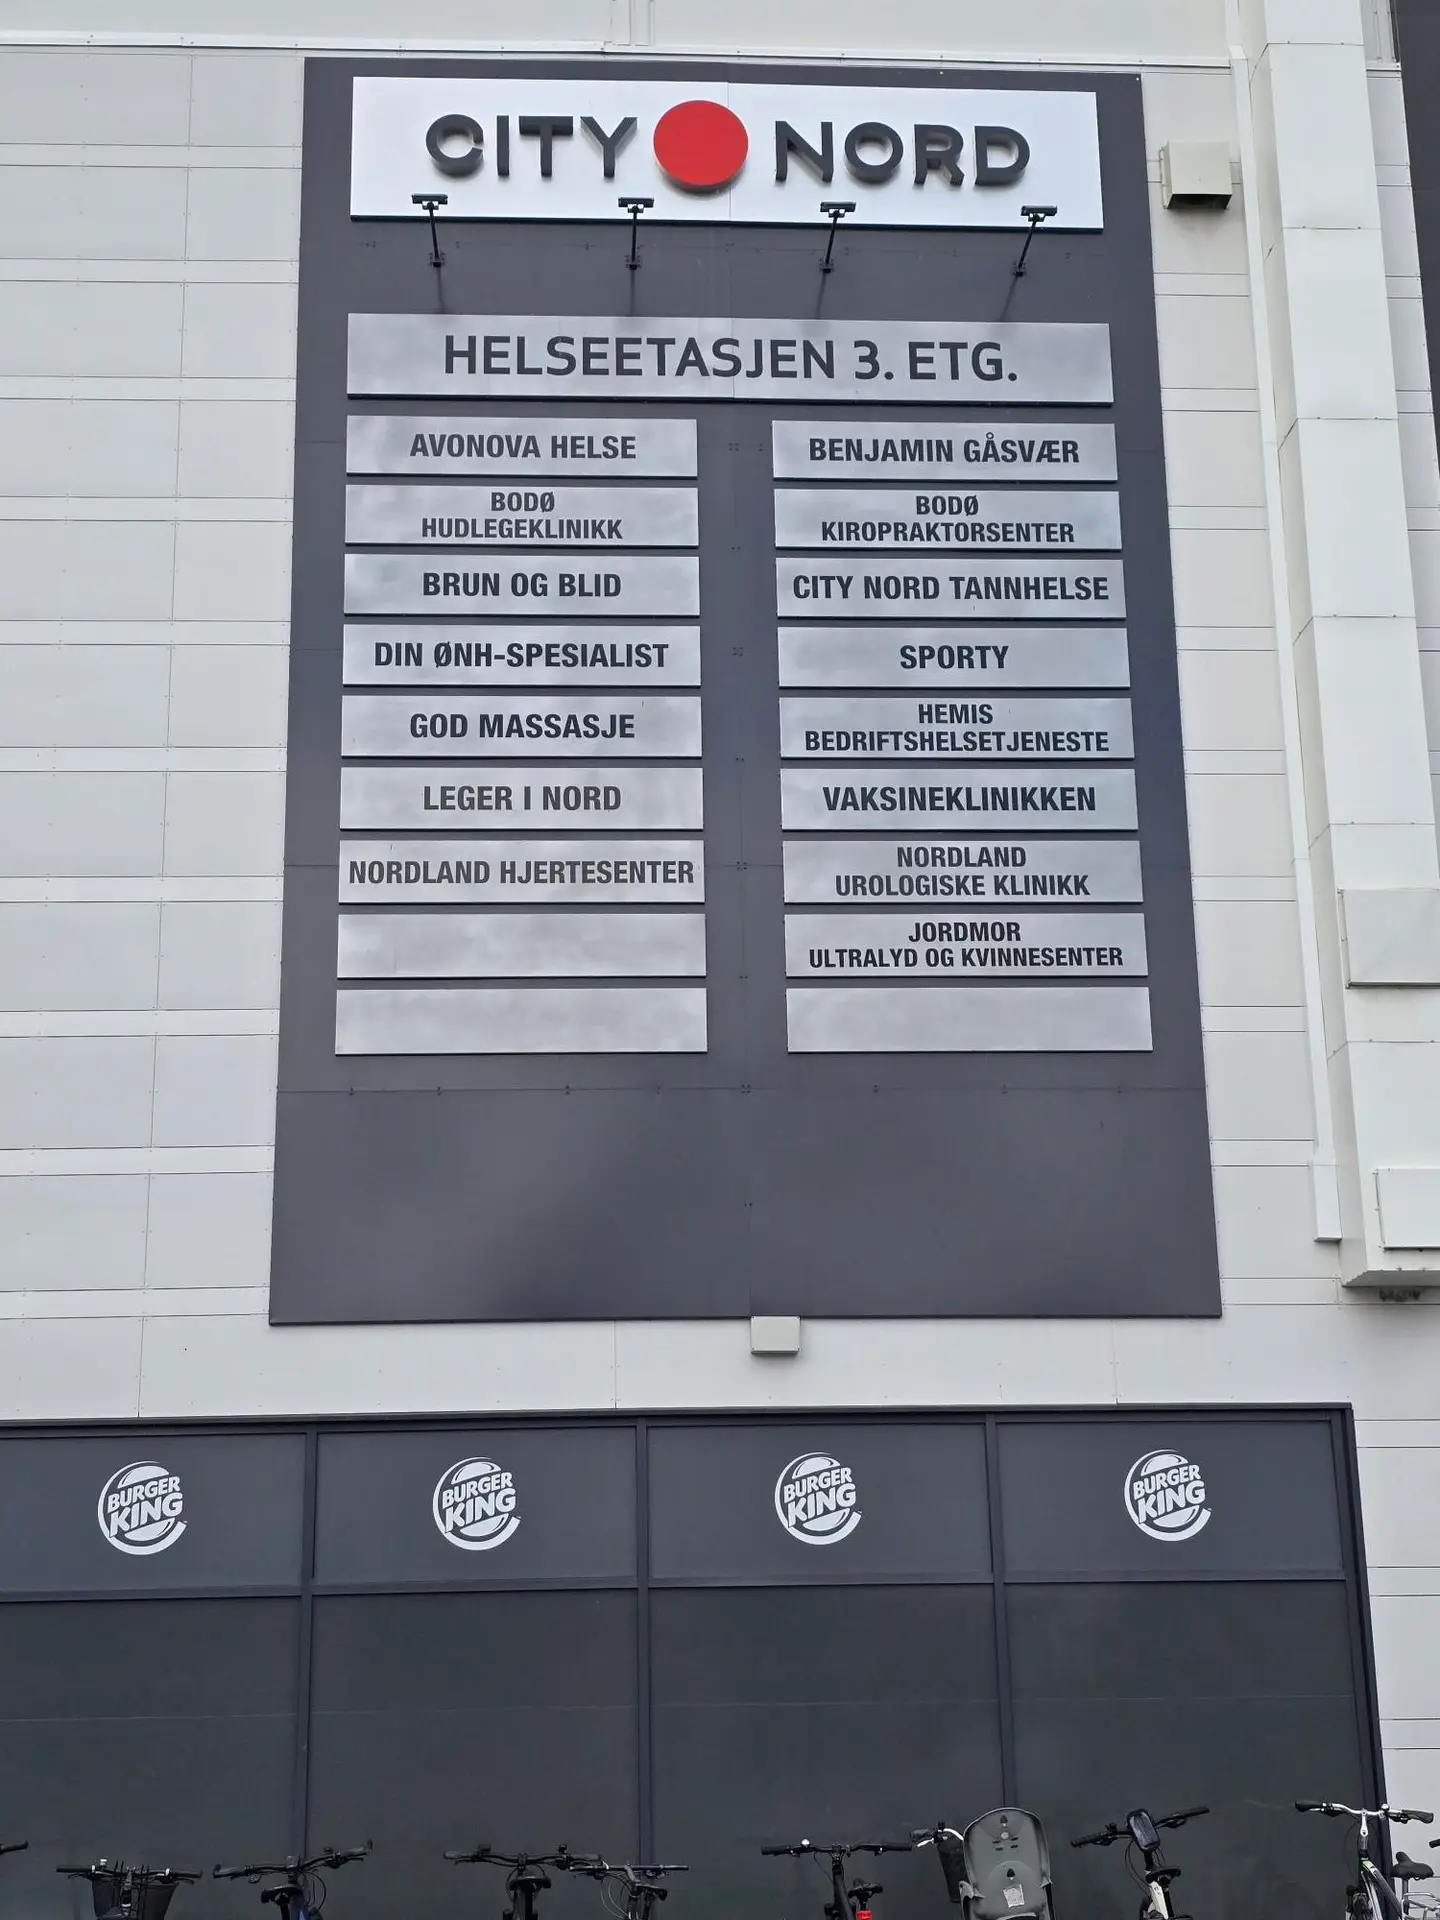 CITY NORD
HELSEETASJEN 3. ETG.
AVONOVA HELSE
BODØ
HUDLEGEKLINIKK
BRUN OG BLID
DIN ØNH-SPESIALIST
GOD MASSASJE
LEGER I NORD
NORDLAND HJERTESENTER
BENJAMIN GÅSVÆR
BODØ
KIROPRAKTORSENTER
CITY NORD TANNHELSE
SPORTY
HEMIS
BEDRIFTSHELSETJENESTE
VAKSINEKLINIKKEN
NORDLAND
UROLOGISKE KLINIKK
JORDMOR
ULTRALYD OG KVINNESENTER
BURGER
KING
BURGER
KING
BURGER
KING
BURGER
KING